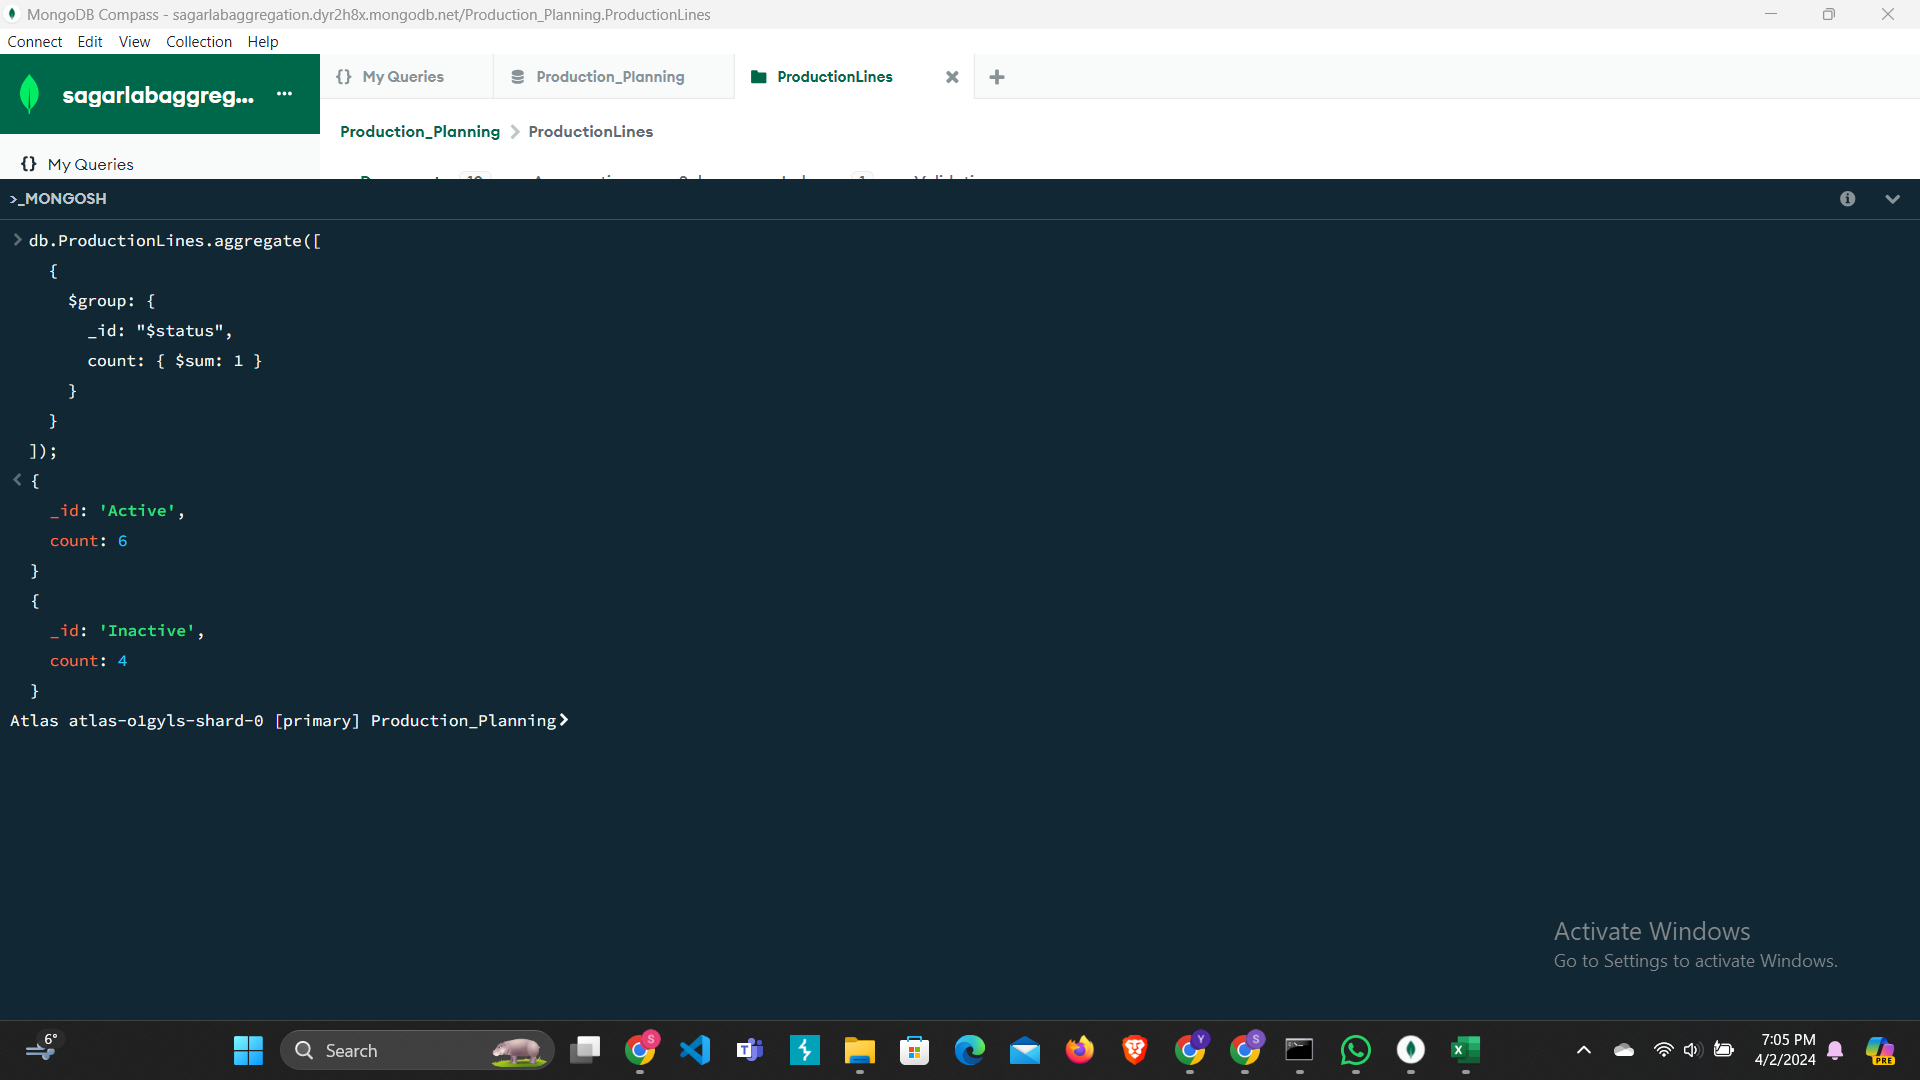 MongoDB Compass - sagarlabaggregation.dyr2h8x.mongodb.net/Production_Planning.ProductionLines
Connect Edit View Collection Help
sagarlabaggreg... ...
{} My Queries
Production_Planning
ProductionLines
Production_Planning > ProductionLines
{} My Queries
>_MONGOSH
> db.ProductionLines.aggregate([
{
$group: {
_id: "$status",
count: { $sum: 1 }
}
}
]);
< {
_id: 'Active',
count: 6
}
{
_id: 'Inactive',
count: 4
}
Atlas atlas-o1gyls-shard-0 [primary] Production_Planning>
Activate Windows
Go to Settings to activate Windows.
6°
Search
S
Y
S
7:05 PM
4/2/2024
PRE